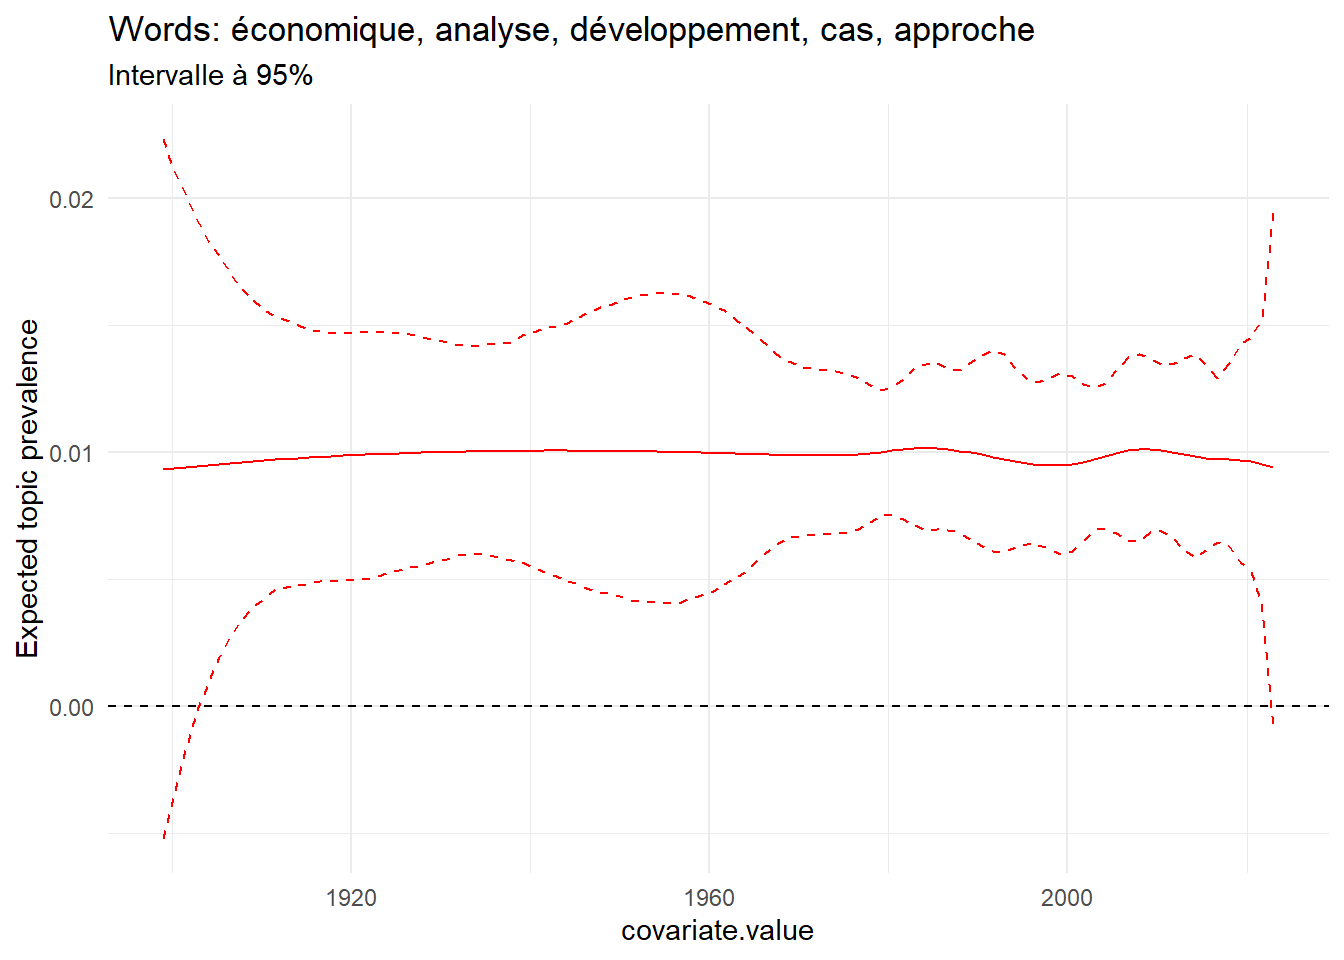 Words: économique, analyse, développement, cas, approche
Intervalle à 95%
Expected topic prevalence
0.02
0.01
0.00
1920
1960
2000
covariate.value